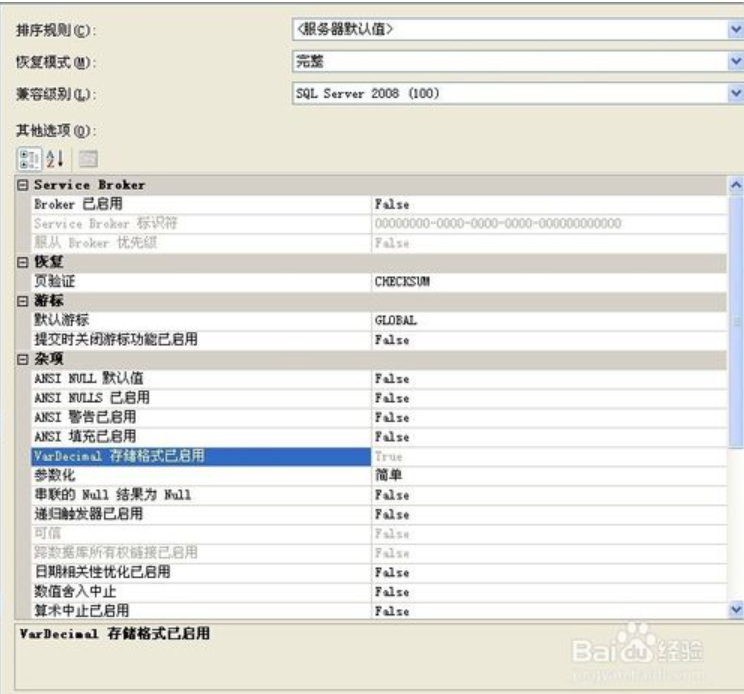 排序规则(C): <服务器默认值>
恢复模式(M): 完整
兼容级别(L): SQL Server 2008 (100)
其他选项(O):
Service Broker
Broker 已启用 False
Service Broker 标识符 00000000-0000-0000-0000-000000000000
服从 Broker 优先级 False
恢复
页验证 CHECKSUM
游标
默认游标 GLOBAL
提交时关闭游标功能已启用 False
杂项
ANSI NULL 默认值 False
ANSI NULLS 已启用 False
ANSI 警告已启用 False
ANSI 填充已启用 False
VarDecimal 存储格式已启用 True
参数化 简单
串联的 Null 结果为 Null False
递归触发器已启用 False
可信 False
跨数据库所有权链接已启用 False
日期相关性优化已启用 False
数值舍入中止 False
算术中止已启用 False
VarDecimal 存储格式已启用
Baidu 经验
jingyan.baidu.com